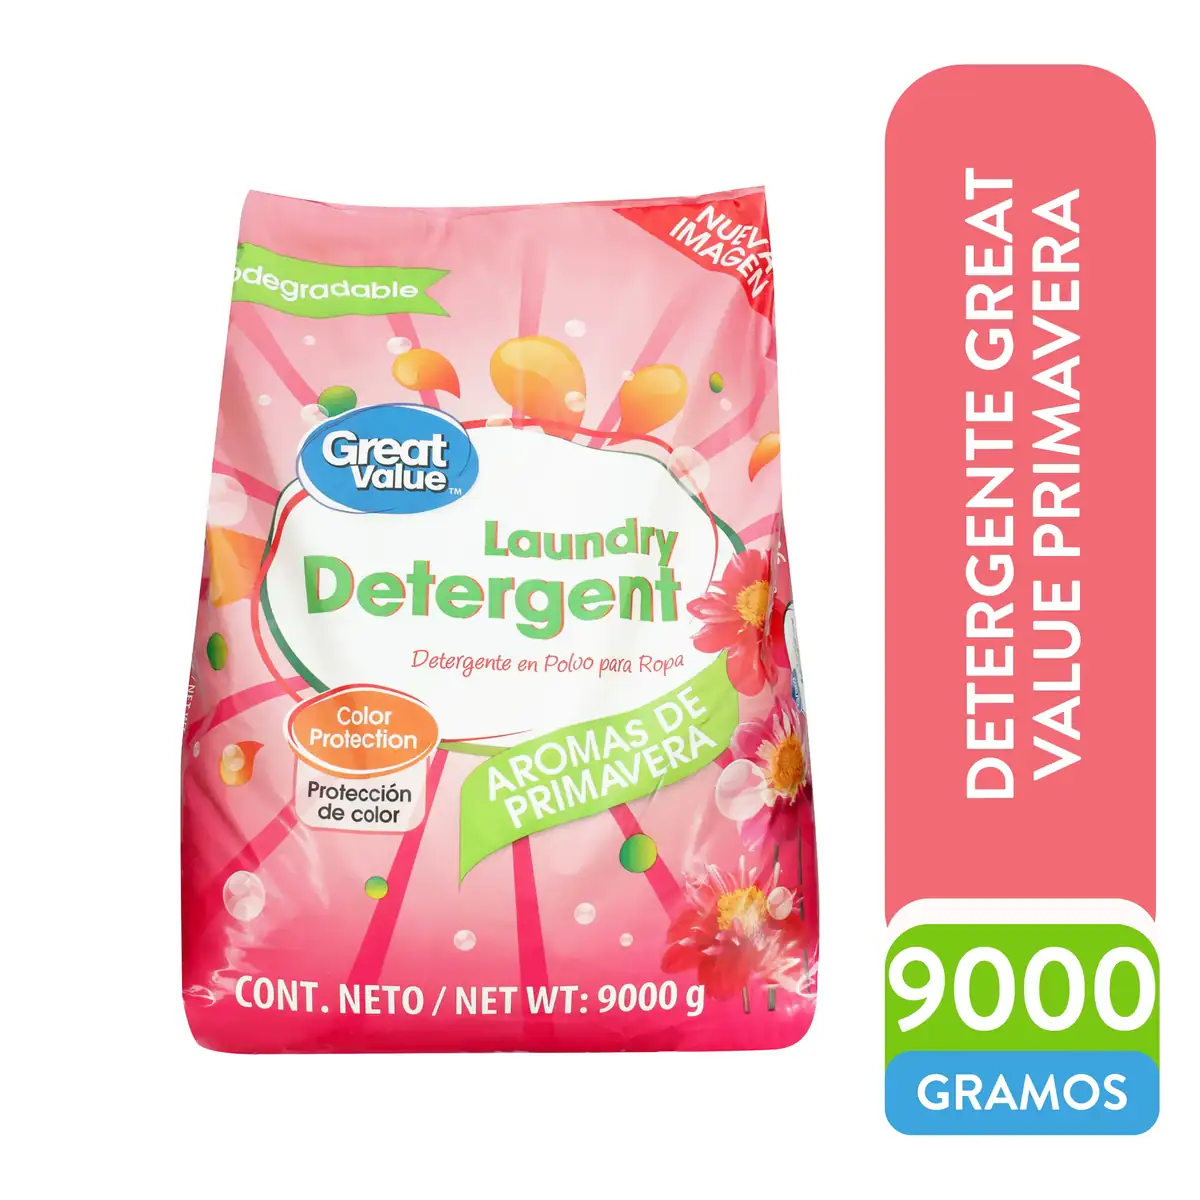 odegradable
NUEVA
IMAGEN
Great
Value
TM
Laundry
Detergent
Detergente en Polvo para Ropa
Color
Protection
Protección
de color
AROMAS DE
PRIMAVERA
CONT. NETO / NET WT: 9000 g
DETERGENTE GREAT
VALUE PRIMAVERA
9000
GRAMOS